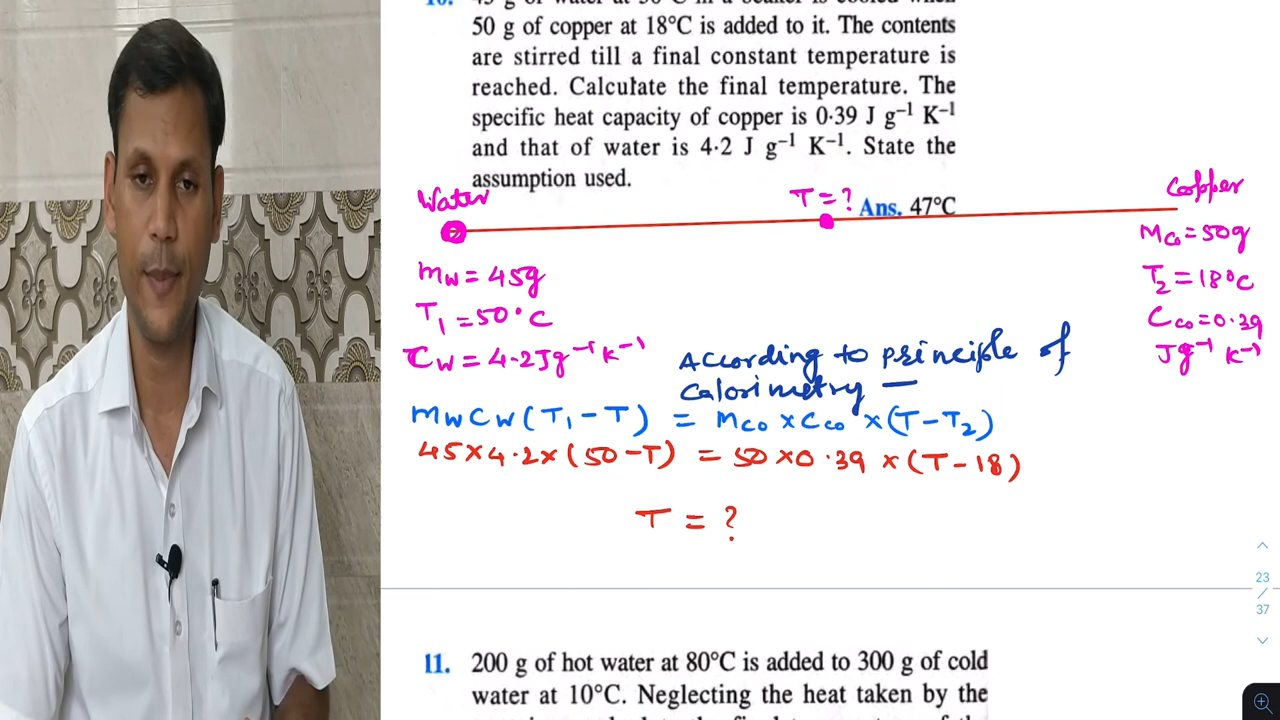 50 g of copper at 18°C is added to it. The contents
are stirred till a final constant temperature is
reached. Calculate the final temperature. The
specific heat capacity of copper is 0·39 J g⁻¹ K⁻¹
and that of water is 4·2 J g⁻¹ K⁻¹. State the
assumption used.
Ans. 47°C
Water
T = ?
Copper
mw = 45g
T₁ = 50°C
Cw = 4.2Jg⁻¹K⁻¹
Mco = 50g
T₂ = 18°C
Cco = 0.39
Jg⁻¹ K⁻¹
According to principle of
calorimetry —
MwCw(T₁ - T) = Mco × Cco × (T - T₂)
45 × 4.2 × (50 - T) = 50 × 0.39 × (T - 18)
T = ?
11. 200 g of hot water at 80°C is added to 300 g of cold
water at 10°C. Neglecting the heat taken by the
23
/
37